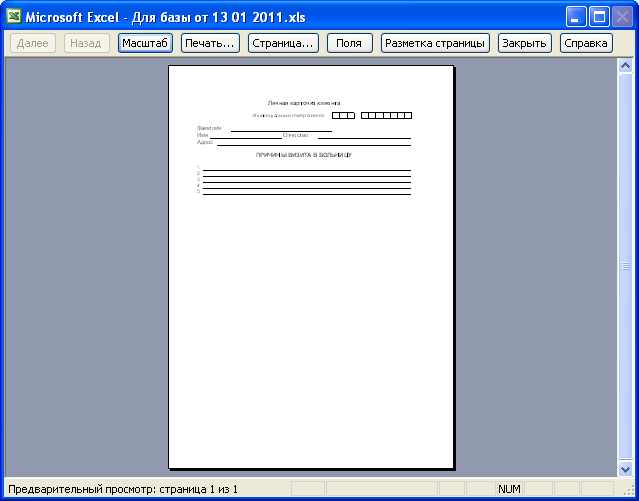 Microsoft Excel - Для базы от 13 01 2011.xls
Далее Назад Масштаб Печать... Страница... Поля Разметка страницы Закрыть Справка
Личная карточка клиента
Индивидуальный номер клиента
Фамилия
Имя Отчество
Адрес
ПРИЧИНЫ ВИЗИТА В БОЛЬНИЦУ
1.
2.
3.
4.
5.
Предварительный просмотр: страница 1 из 1 NUM